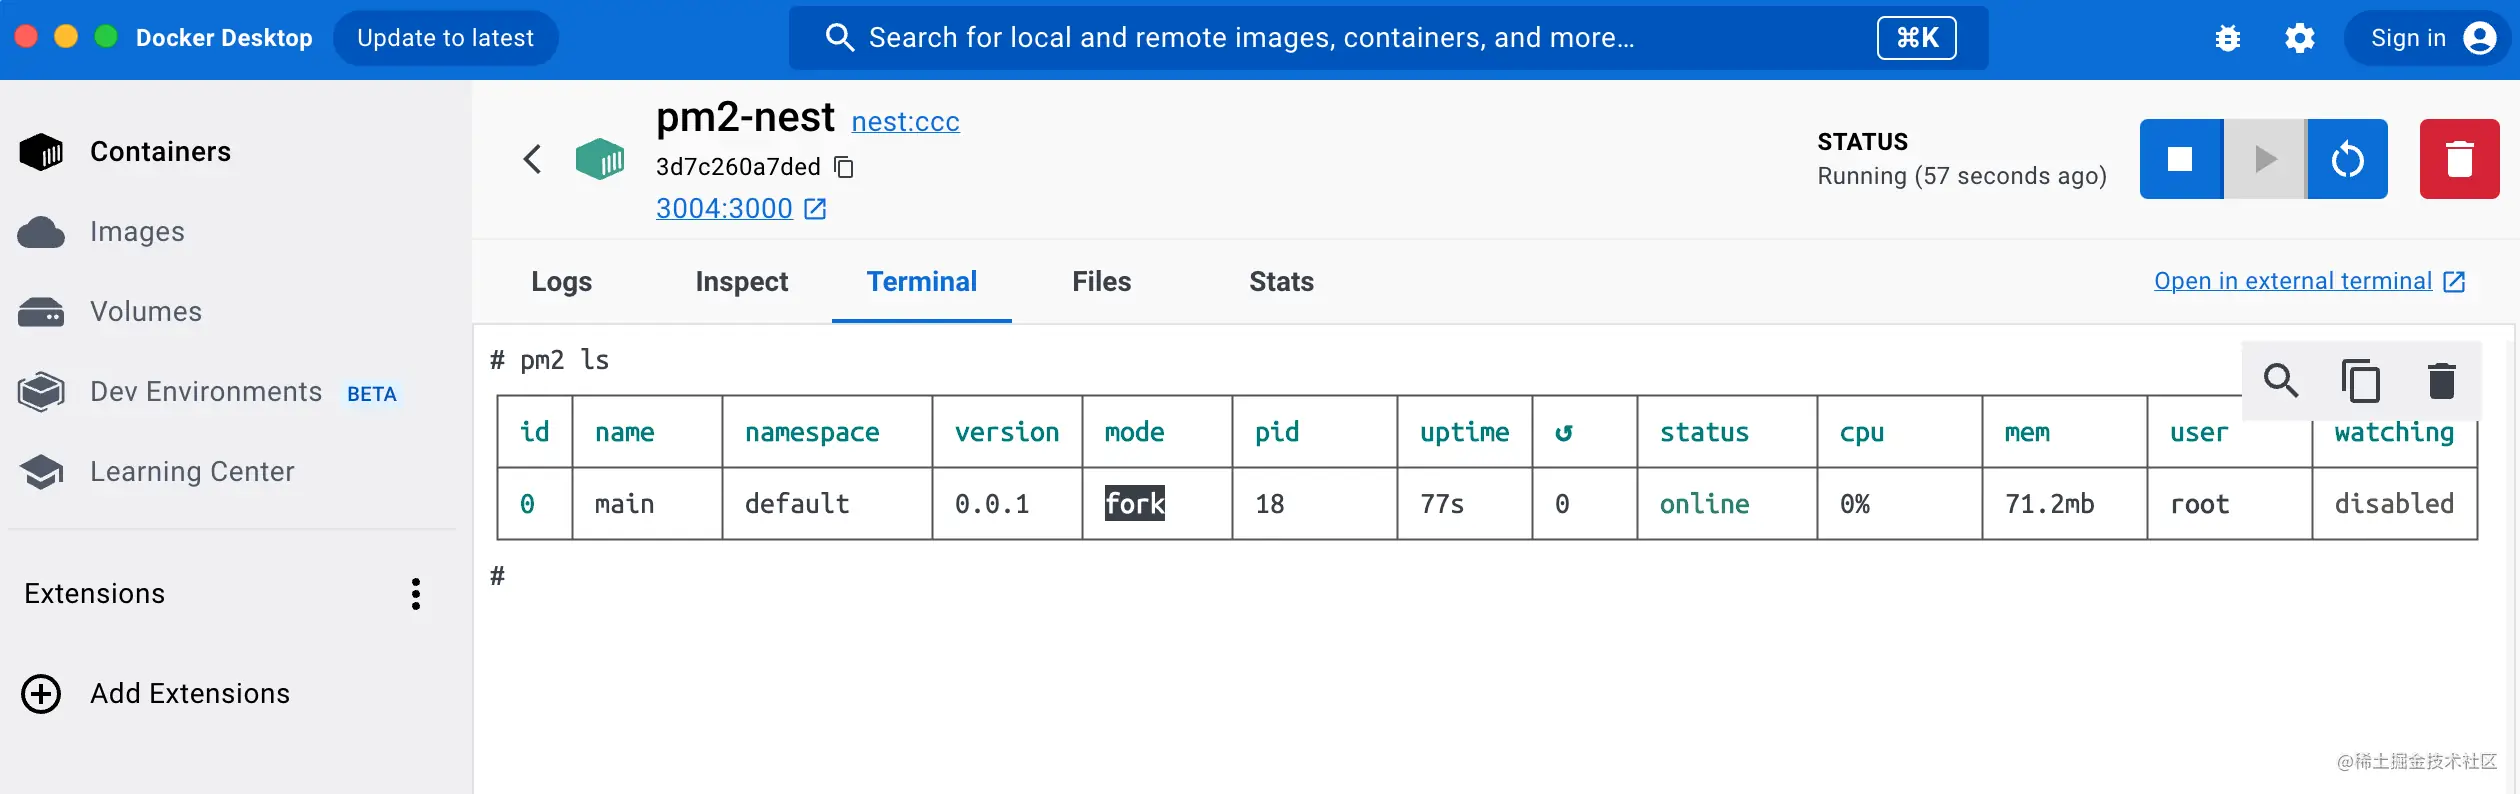 Docker Desktop
Update to latest
Search for local and remote images, containers, and more...
⌘K
Sign in
Containers
Images
Volumes
Dev Environments BETA
Learning Center
Extensions
Add Extensions
pm2-nest nest:ccc
3d7c260a7ded
3004:3000
STATUS
Running (57 seconds ago)
Logs Inspect Terminal Files Stats
Open in external terminal
# pm2 ls
id name namespace version mode pid uptime ↺ status cpu mem user watching
0 main default 0.0.1 fork 18 77s 0 online 0% 71.2mb root disabled
#
@稀土掘金技术社区